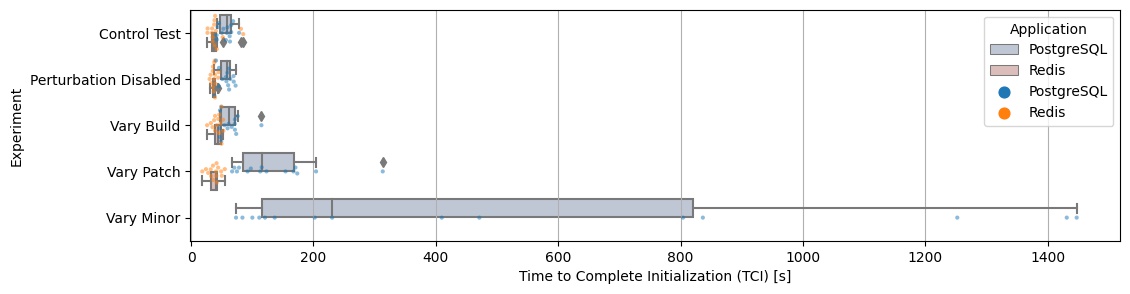 Application
PostgreSQL
Redis
PostgreSQL
Redis
Experiment
Control Test
Perturbation Disabled
Vary Build
Vary Patch
Vary Minor
0 200 400 600 800 1000 1200 1400
Time to Complete Initialization (TCI) [s]